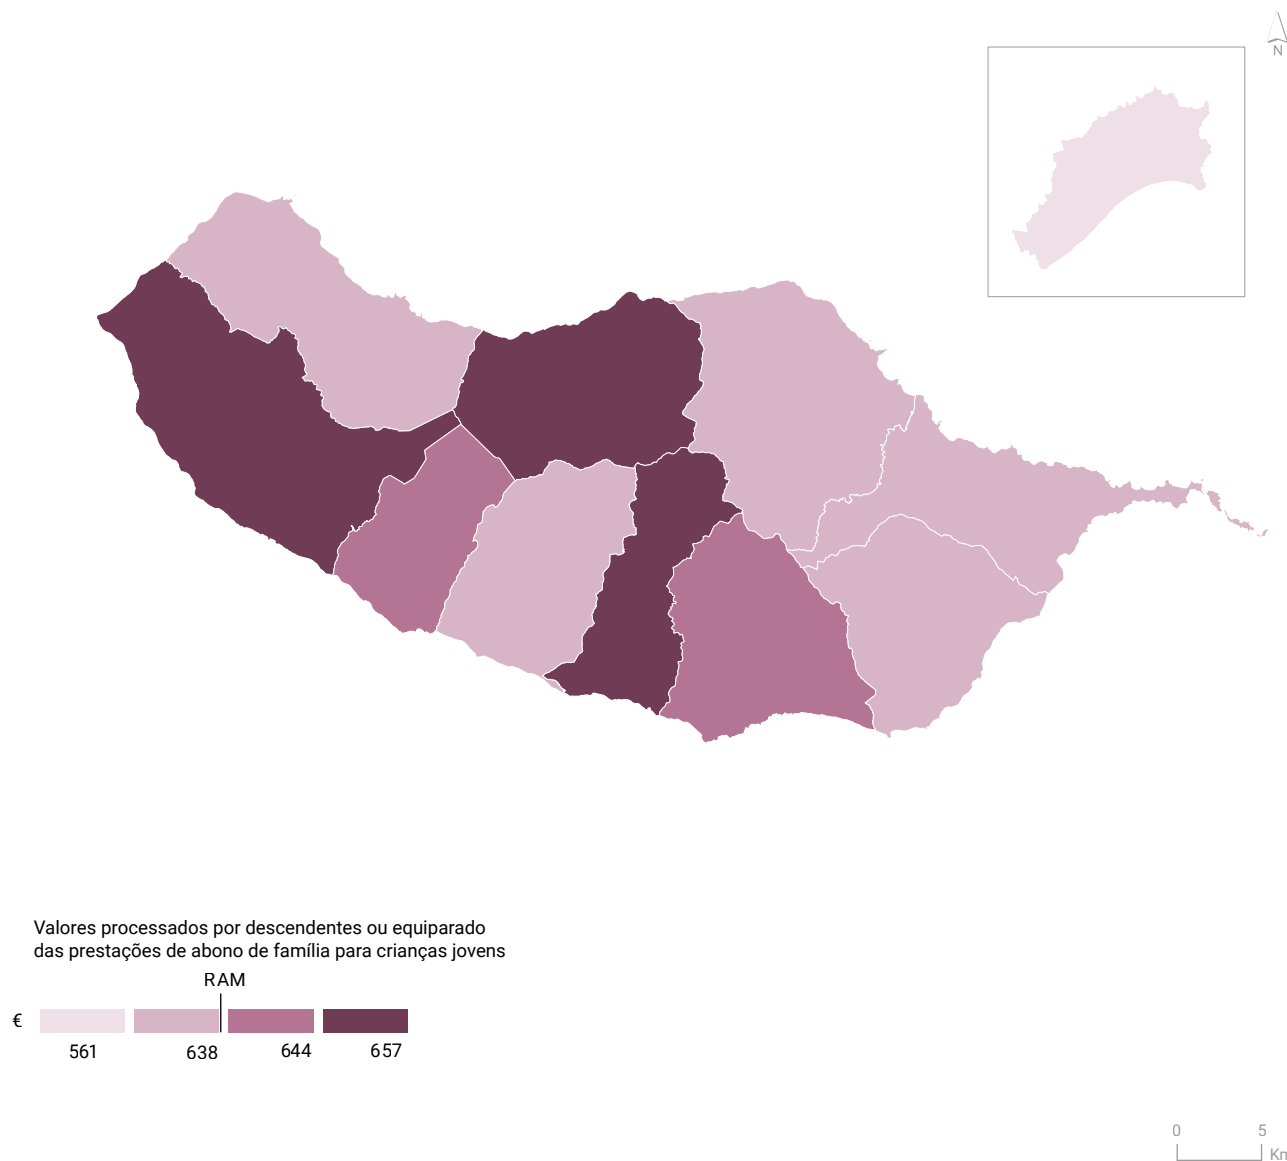 N
Valores processados por descendentes ou equiparado
das prestações de abono de família para crianças jovens
RAM
€
561 638 644 657
0 5
Km